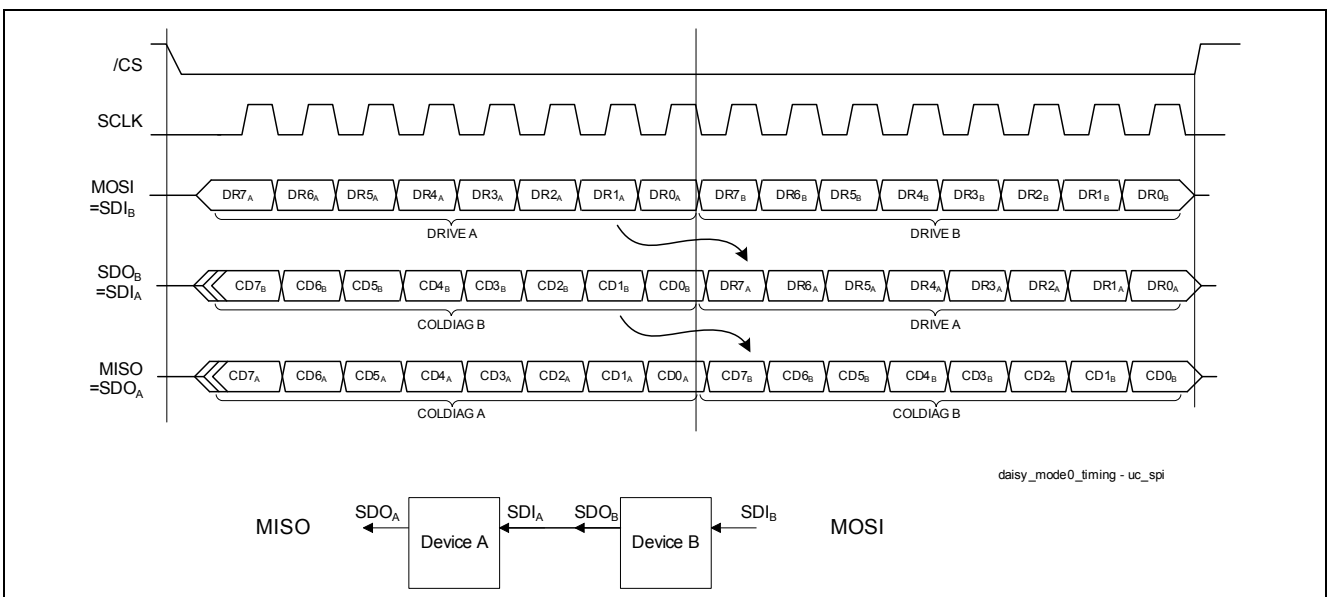 /CS
SCLK
MOSI
=SDIB
DR7A DR6A DR5A DR4A DR3A DR2A DR1A DR0A DR7B DR6B DR5B DR4B DR3B DR2B DR1B DR0B
DRIVE A DRIVE B
SDOB
=SDIA
CD7B CD6B CD5B CD4B CD3B CD2B CD1B CD0B DR7A DR6A DR5A DR4A DR3A DR2A DR1A DR0A
COLDIAG B DRIVE A
MISO
=SDOA
CD7A CD6A CD5A CD4A CD3A CD2A CD1A CD0A CD7B CD6B CD5B CD4B CD3B CD2B CD1B CD0B
COLDIAG A COLDIAG B
daisy_mode0_timing - uc_spi
MISO SDOA SDIA SDOB SDIB MOSI
Device A Device B